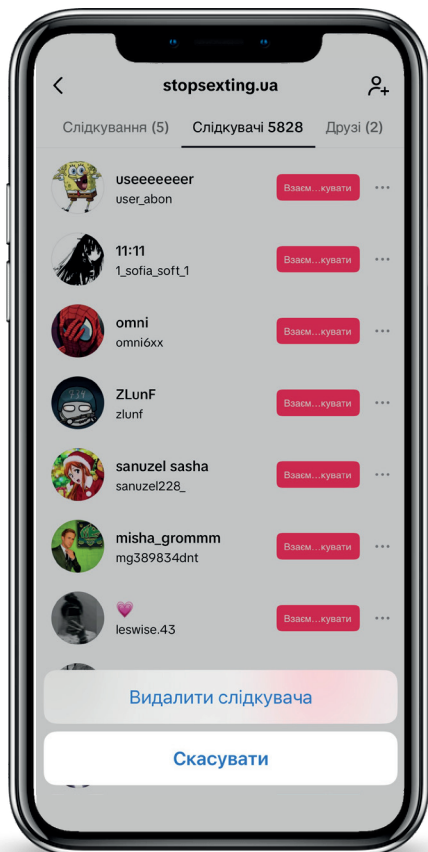 stopsexting.ua
Слідкування (5) Слідкувачі 5828 Друзі (2)
useeeeeeer
user_abon
Взаєм...кувати
11:11
1_sofia_soft_1
Взаєм...кувати
omni
omni6xx
Взаєм...кувати
ZLunF
zlunf
Взаєм...кувати
sanuzel sasha
sanuzel228_
Взаєм...кувати
misha_grommm
mg389834dnt
Взаєм...кувати
leswise.43
Взаєм...кувати
Видалити слідкувача
Скасувати